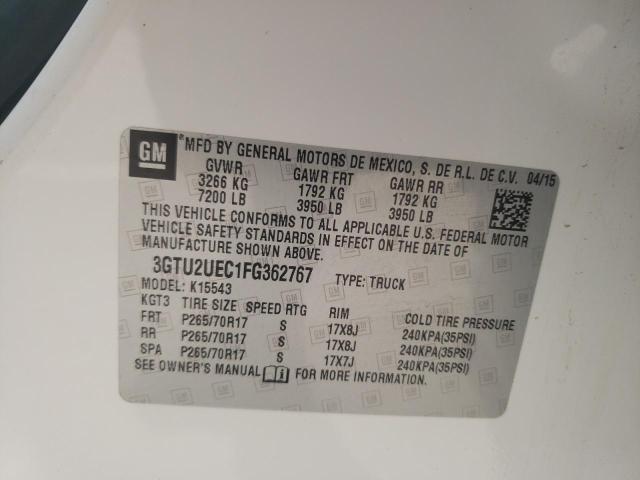 GM
*MFD BY GENERAL MOTORS DE MEXICO, S. DE R.L. DE C.V. 04/15
GVWR GAWR FRT GAWR RR
3266 KG 1792 KG 1792 KG
7200 LB 3950 LB 3950 LB
THIS VEHICLE CONFORMS TO ALL APPLICABLE U.S. FEDERAL MOTOR
VEHICLE SAFETY STANDARDS IN EFFECT ON THE DATE OF
MANUFACTURE SHOWN ABOVE.
3GTU2UEC1FG362767 TYPE: TRUCK
MODEL: K15543
KGT3 TIRE SIZE SPEED RTG RIM COLD TIRE PRESSURE
FRT P265/70R17 S 17X8J 240KPA(35PSI)
RR P265/70R17 S 17X8J 240KPA(35PSI)
SPA P265/70R17 S 17X7J 240KPA(35PSI)
SEE OWNER'S MANUAL FOR MORE INFORMATION.